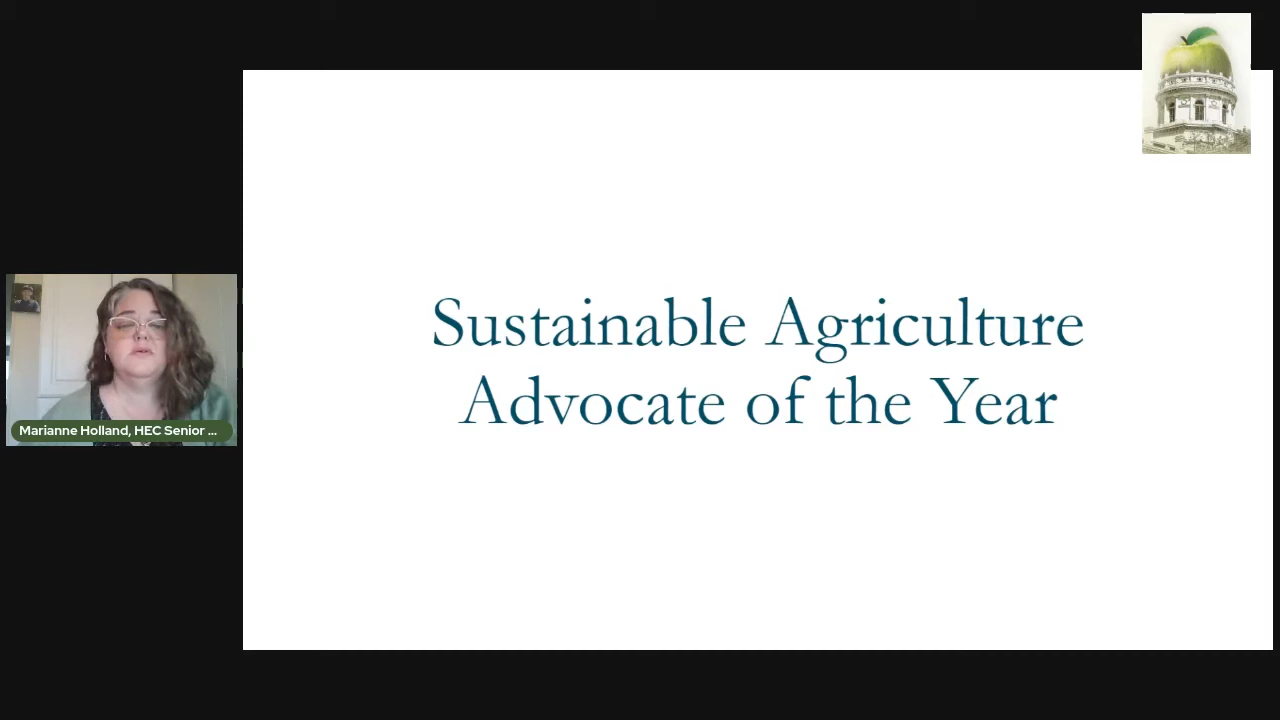 Sustainable Agriculture
Advocate of the Year
Marianne Holland, HEC Senior ...